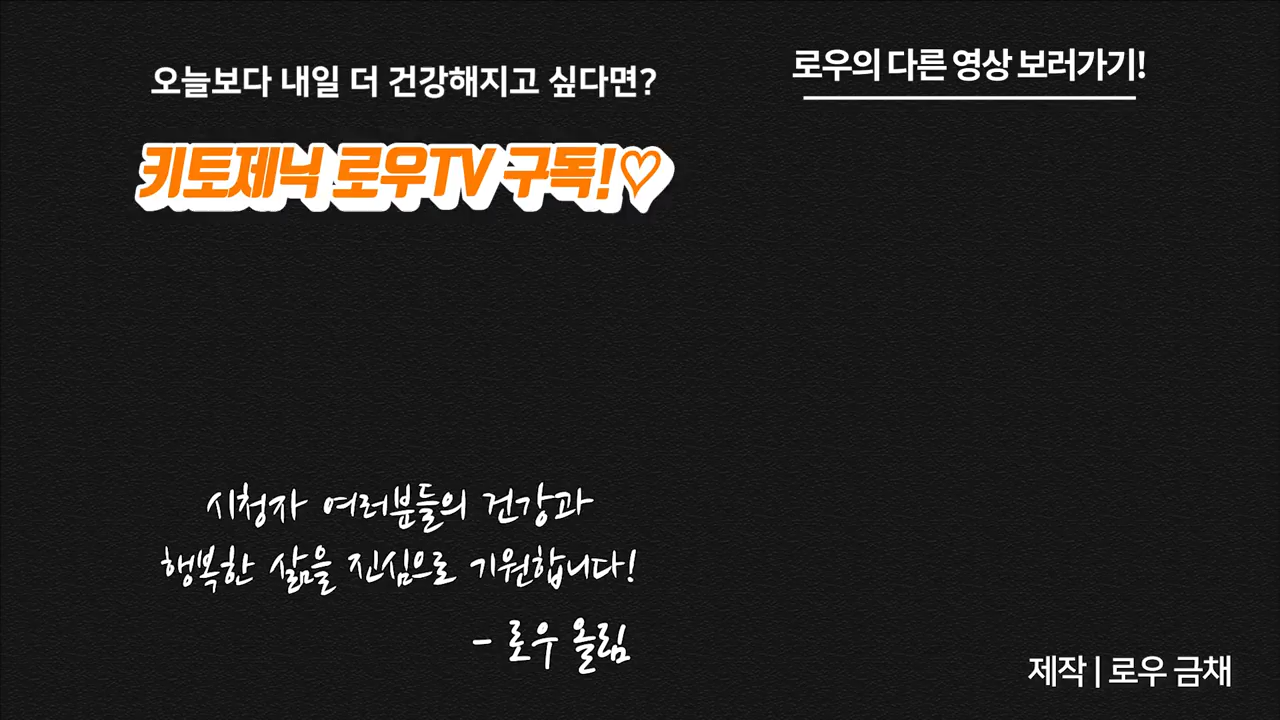 오늘보다 내일 더 건강해지고 싶다면?
키토제닉 로우TV 구독!♡
로우의 다른 영상 보러가기!
시청자 여러분들의 건강과
행복한 삶을 진심으로 기원합니다!
- 로우 올림
제작 | 로우 금채